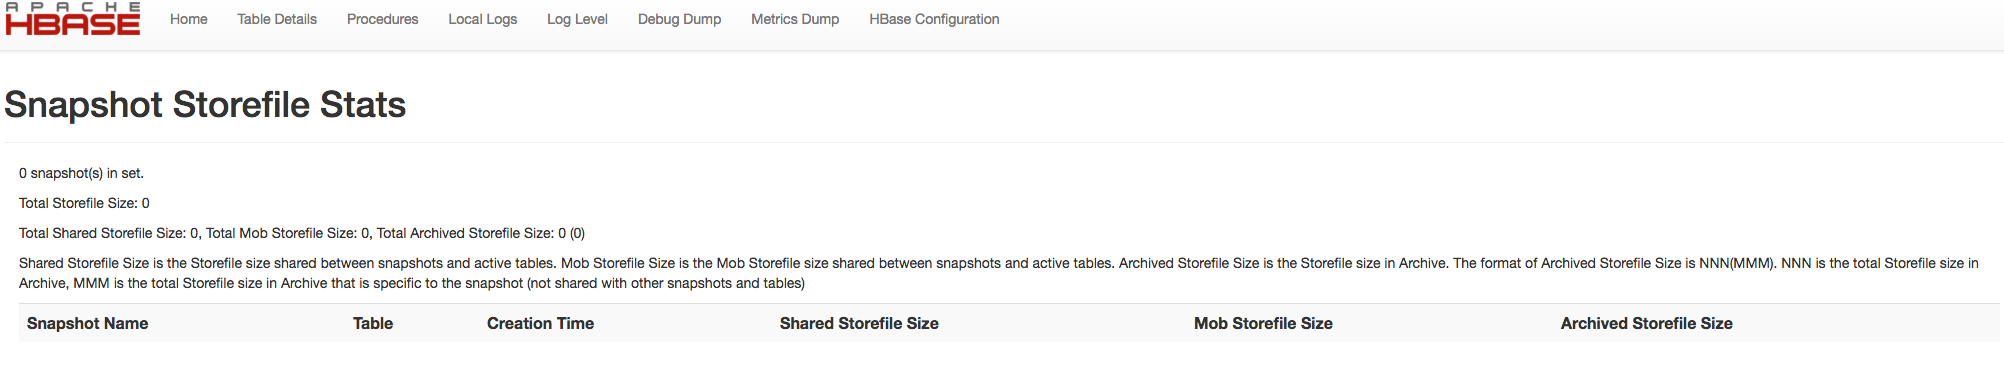 APACHE
HBASE
Home Table Details Procedures Local Logs Log Level Debug Dump Metrics Dump HBase Configuration
Snapshot Storefile Stats
0 snapshot(s) in set.
Total Storefile Size: 0
Total Shared Storefile Size: 0, Total Mob Storefile Size: 0, Total Archived Storefile Size: 0 (0)
Shared Storefile Size is the Storefile size shared between snapshots and active tables. Mob Storefile Size is the Mob Storefile size shared between snapshots and active tables. Archived Storefile Size is the Storefile size in Archive. The format of Archived Storefile Size is NNN(MMM). NNN is the total Storefile size in
Archive, MMM is the total Storefile size in Archive that is specific to the snapshot (not shared with other snapshots and tables)
Snapshot Name Table Creation Time Shared Storefile Size Mob Storefile Size Archived Storefile Size